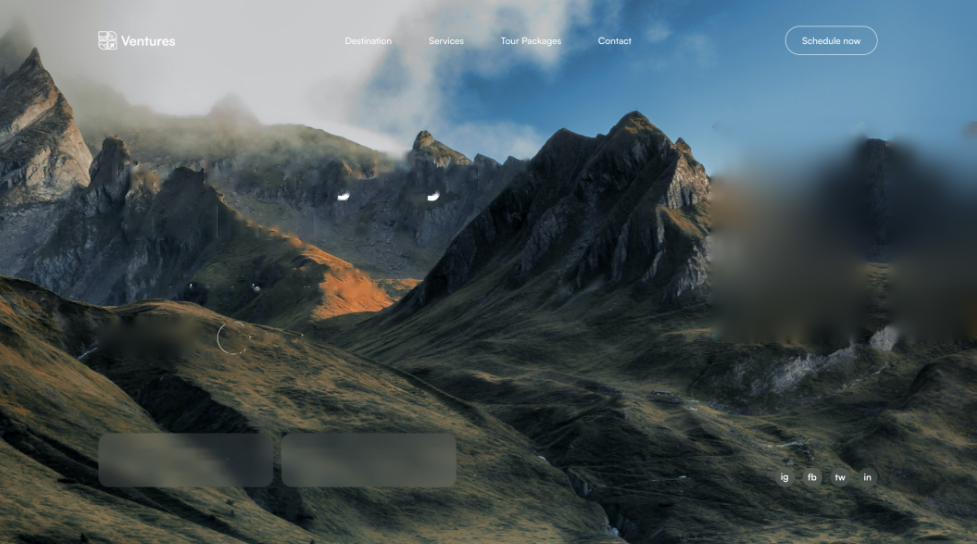 Ventures
Destination
Services
Tour Packages
Contact
Schedule now
ig
fb
tw
in